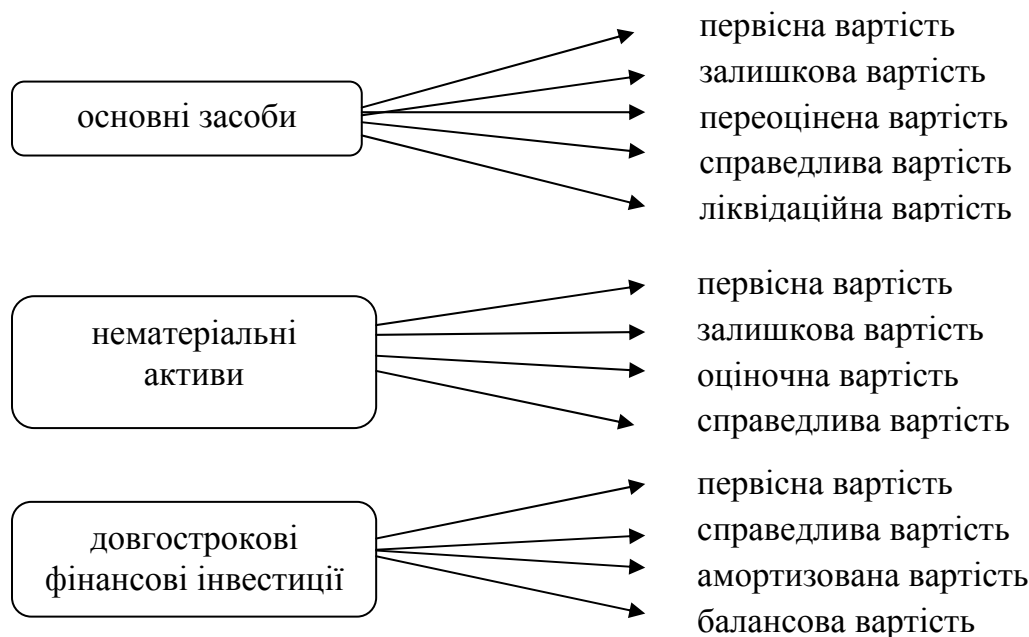 основні засоби
первісна вартість
залишкова вартість
переоцінена вартість
справедлива вартість
ліквідаційна вартість
нематеріальні
активи
первісна вартість
залишкова вартість
оціночна вартість
справедлива вартість
довгострокові
фінансові інвестиції
первісна вартість
справедлива вартість
амортизована вартість
балансова вартість